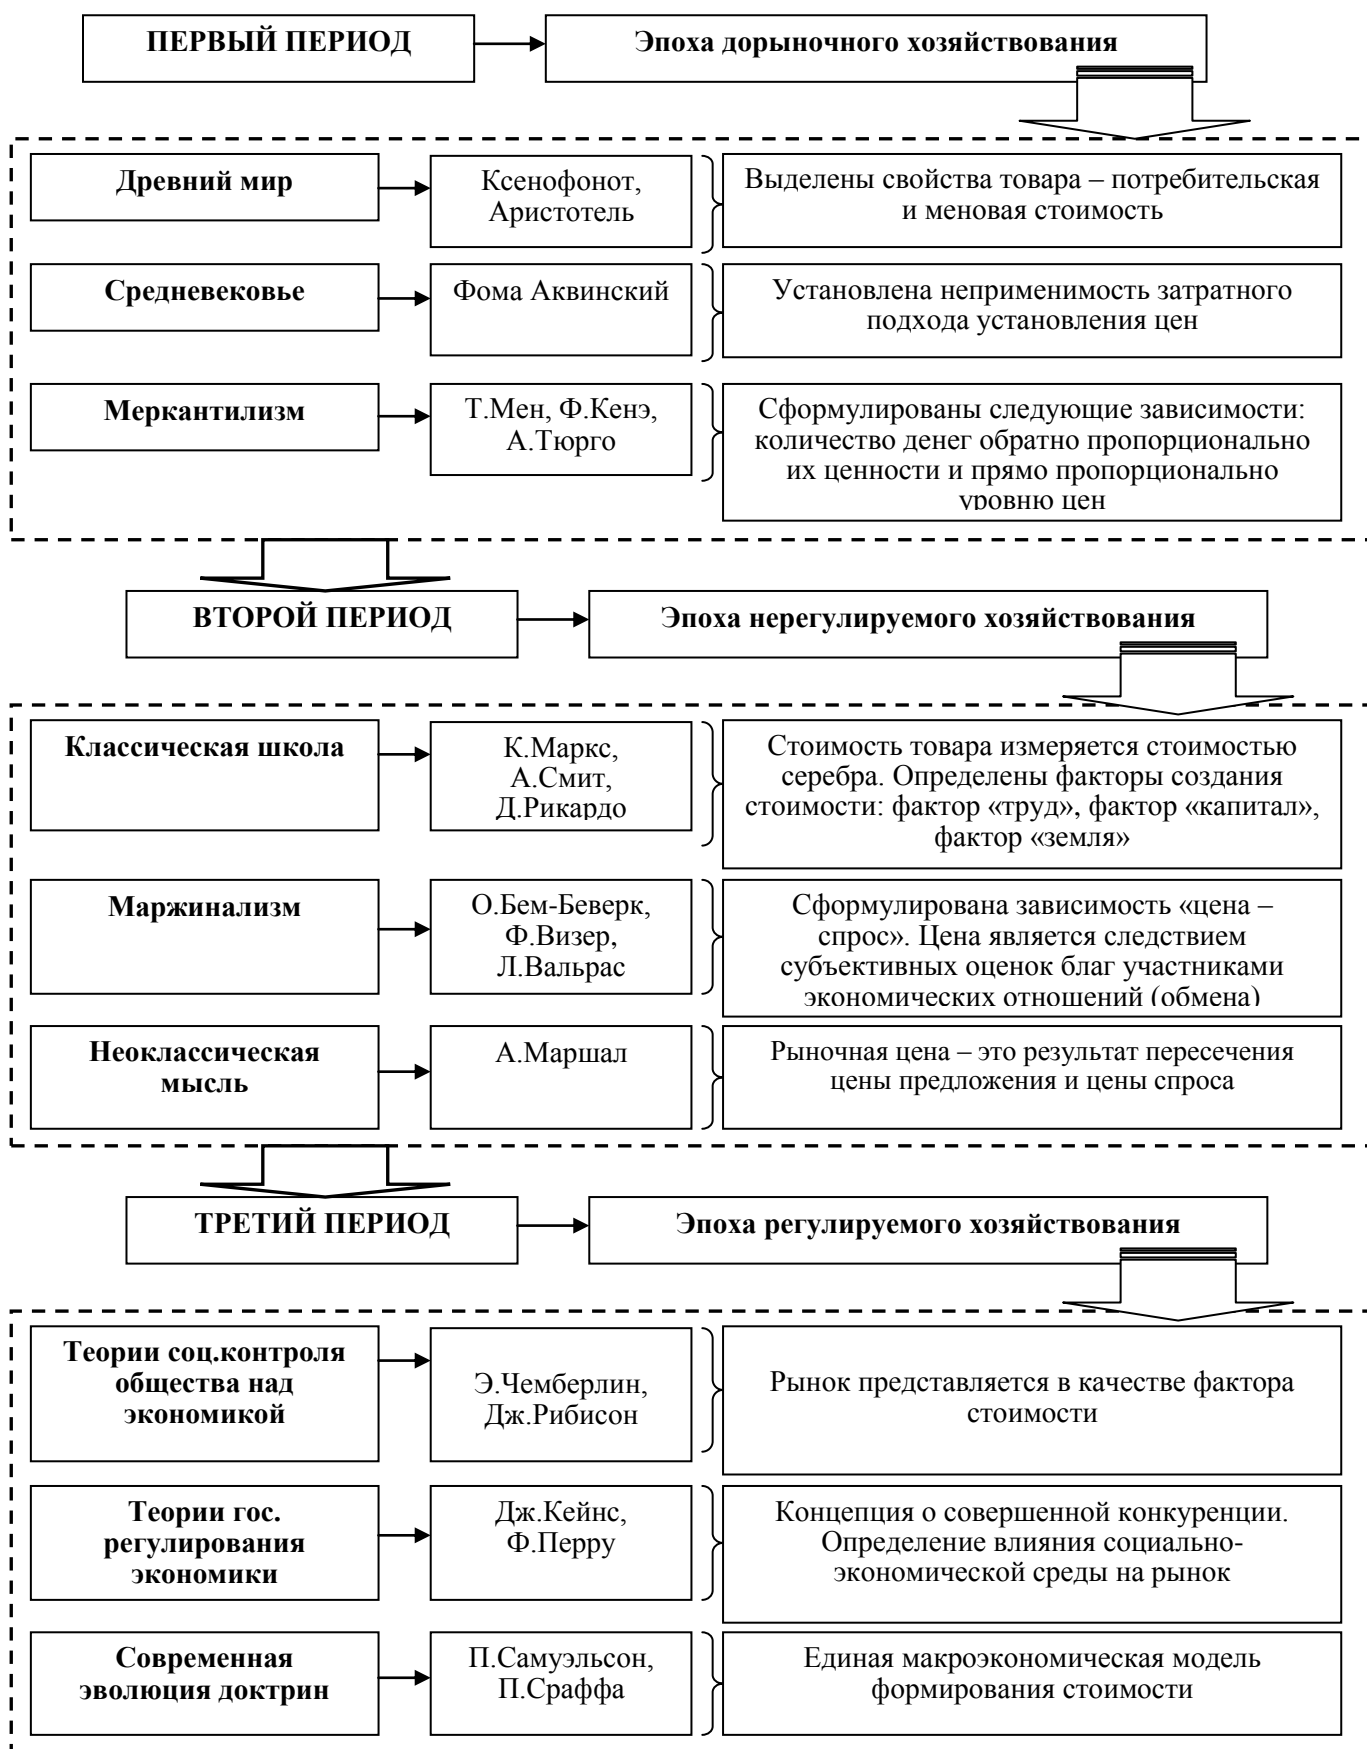 ПЕРВЫЙ ПЕРИОД
Эпоха дорыночного хозяйствования
Древний мир
Ксенофонот,
Аристотель
Выделены свойства товара – потребительская
и меновая стоимость
Средневековье
Фома Аквинский
Установлена неприменимость затратного
подхода установления цен
Меркантилизм
Т.Мен, Ф.Кенэ,
А.Тюрго
Сформулированы следующие зависимости:
количество денег обратно пропорционально
их ценности и прямо пропорционально
уровню цен
ВТОРОЙ ПЕРИОД
Эпоха нерегулируемого хозяйствования
Классическая школа
К.Маркс,
А.Смит,
Д.Рикардо
Стоимость товара измеряется стоимостью
серебра. Определены факторы создания
стоимости: фактор «труд», фактор «капитал»,
фактор «земля»
Маржинализм
О.Бем-Беверк,
Ф.Визер,
Л.Вальрас
Сформулирована зависимость «цена –
спрос». Цена является следствием
субъективных оценок благ участниками
экономических отношений (обмена)
Неоклассическая
мысль
А.Маршал
Рыночная цена – это результат пересечения
цены предложения и цены спроса
ТРЕТИЙ ПЕРИОД
Эпоха регулируемого хозяйствования
Теории соц.контроля
общества над
экономикой
Э.Чемберлин,
Дж.Рибисон
Рынок представляется в качестве фактора
стоимости
Теории гос.
регулирования
экономики
Дж.Кейнс,
Ф.Перру
Концепция о совершенной конкуренции.
Определение влияния социально-
экономической среды на рынок
Современная
эволюция доктрин
П.Самуэльсон,
П.Сраффа
Единая макроэкономическая модель
формирования стоимости